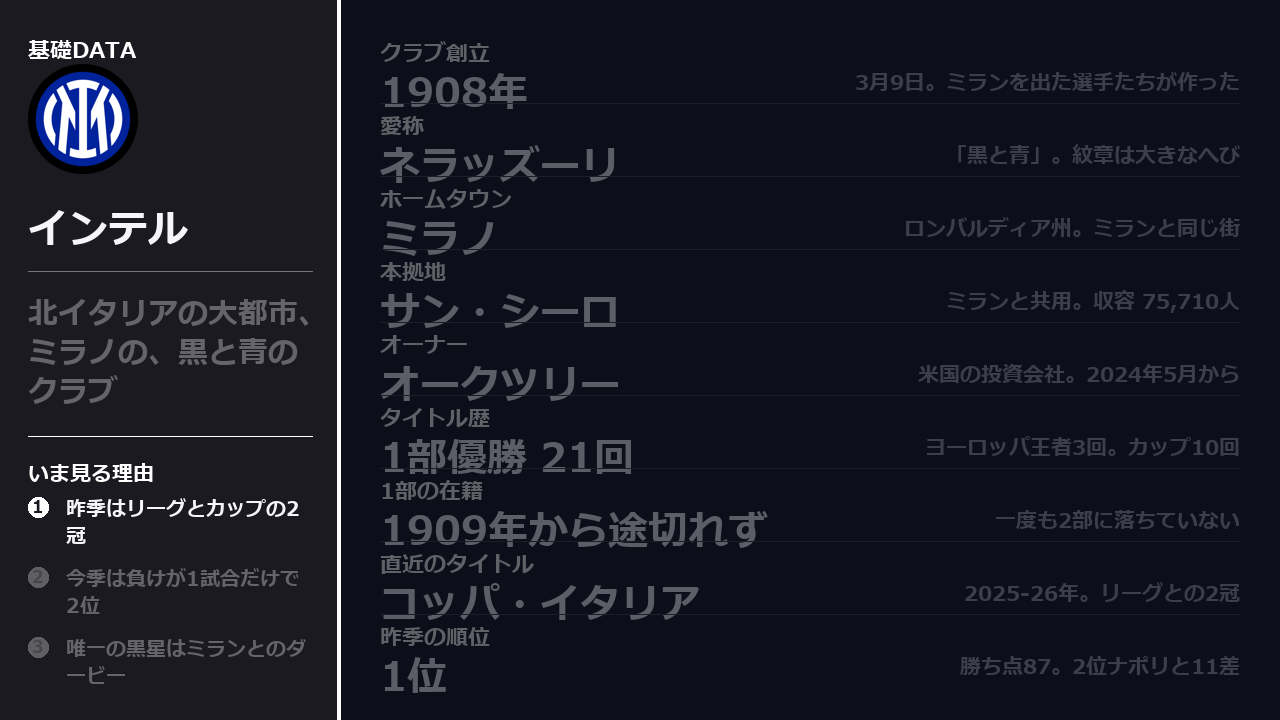 基礎DATA
インテル
北イタリアの大都市、
ミラノの、黒と青の
クラブ
いま見る理由
1 昨季はリーグとカップの2
冠
2 今季は負けが1試合だけで
2位
3 唯一の黒星はミランとのダ
ービー
クラブ創立
1908年 3月9日。ミランを出た選手たちが作った
愛称
ネラッズーリ 「黒と青」。紋章は大きなへび
ホームタウン
ミラノ ロンバルディア州。ミランと同じ街
本拠地
サン・シーロ ミランと共用。収容 75,710人
オーナー
オークツリー 米国の投資会社。2024年5月から
タイトル歴
1部優勝 21回 ヨーロッパ王者3回。カップ10回
1部の在籍
1909年から途切れず 一度も2部に落ちていない
直近のタイトル
コッパ・イタリア 2025-26年。リーグとの2冠
昨季の順位
1位 勝ち点87。2位ナポリと11差